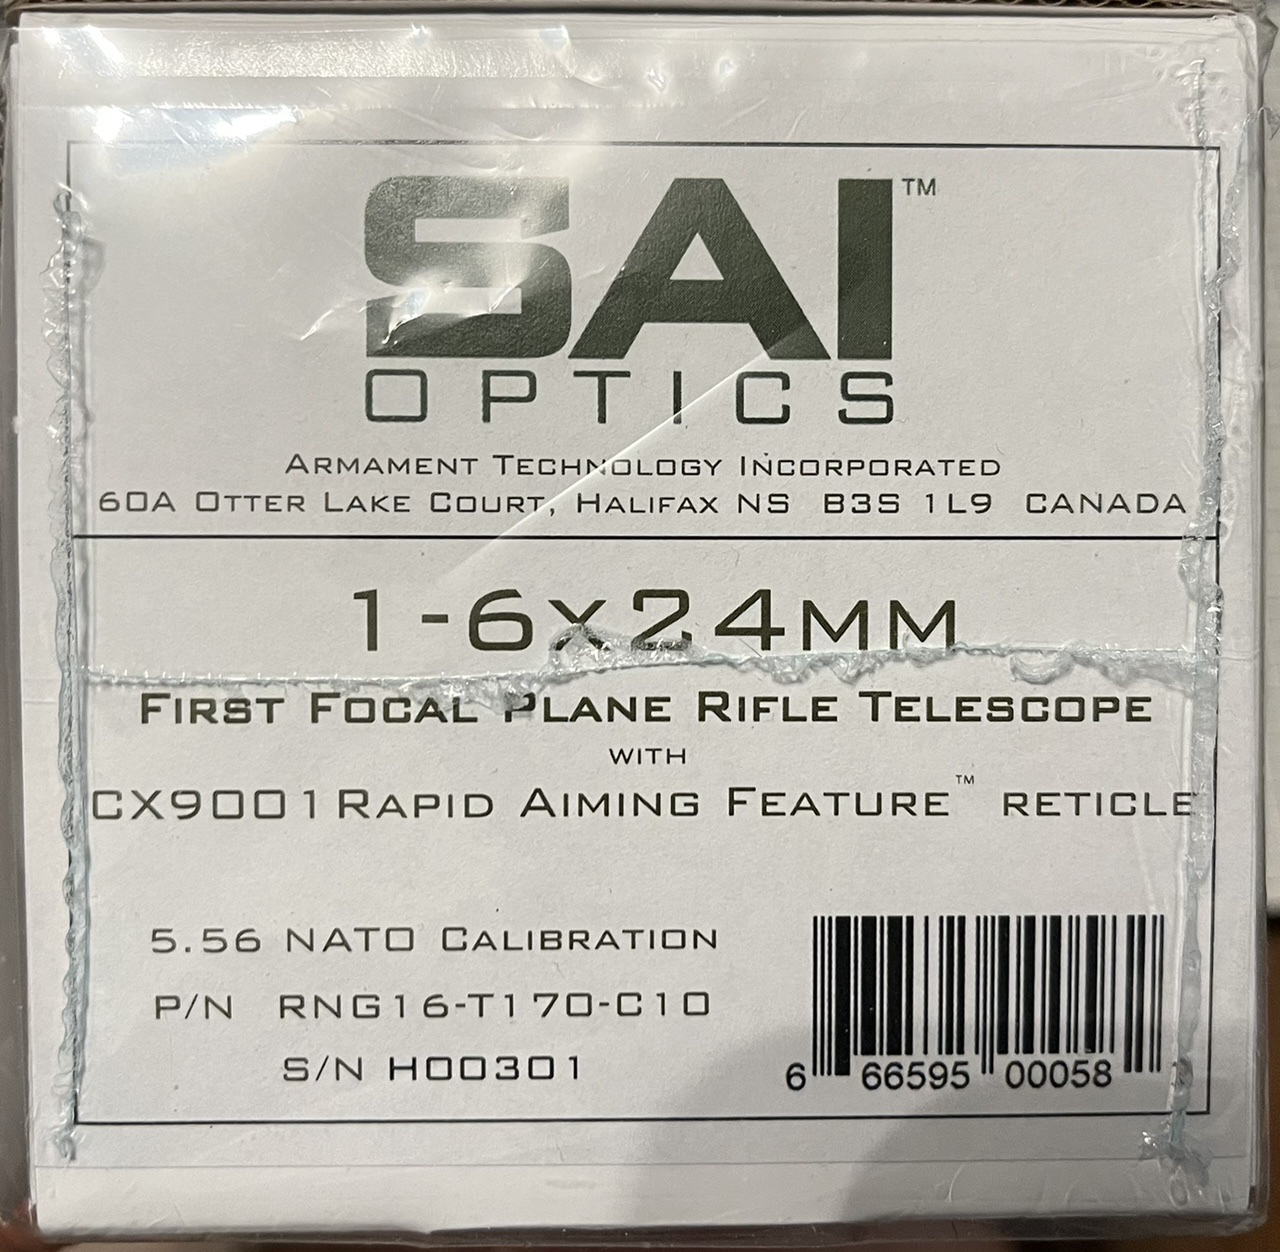 SAI™
OPTICS
ARMAMENT TECHNOLOGY INCORPORATED
60A OTTER LAKE COURT, HALIFAX NS B3S 1L9 CANADA
1-6x24MM
FIRST FOCAL PLANE RIFLE TELESCOPE
WITH
CX9001 RAPID AIMING FEATURE™ RETICLE
5.56 NATO CALIBRATION
P/N RNG16-T170-C10
S/N H00301
6 66595 00058